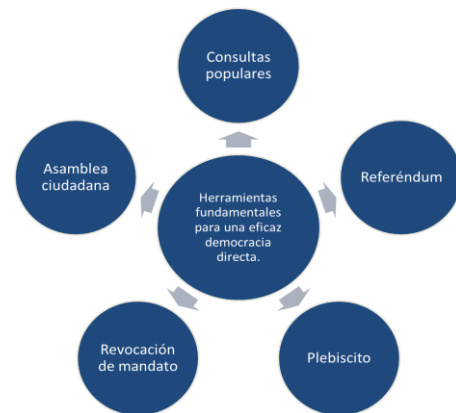 Consultas
populares
Asamblea
ciudadana
Referéndum
Herramientas
fundamentales
para una eficaz
democracia
directa.
Revocación
de mandato
Plebiscito